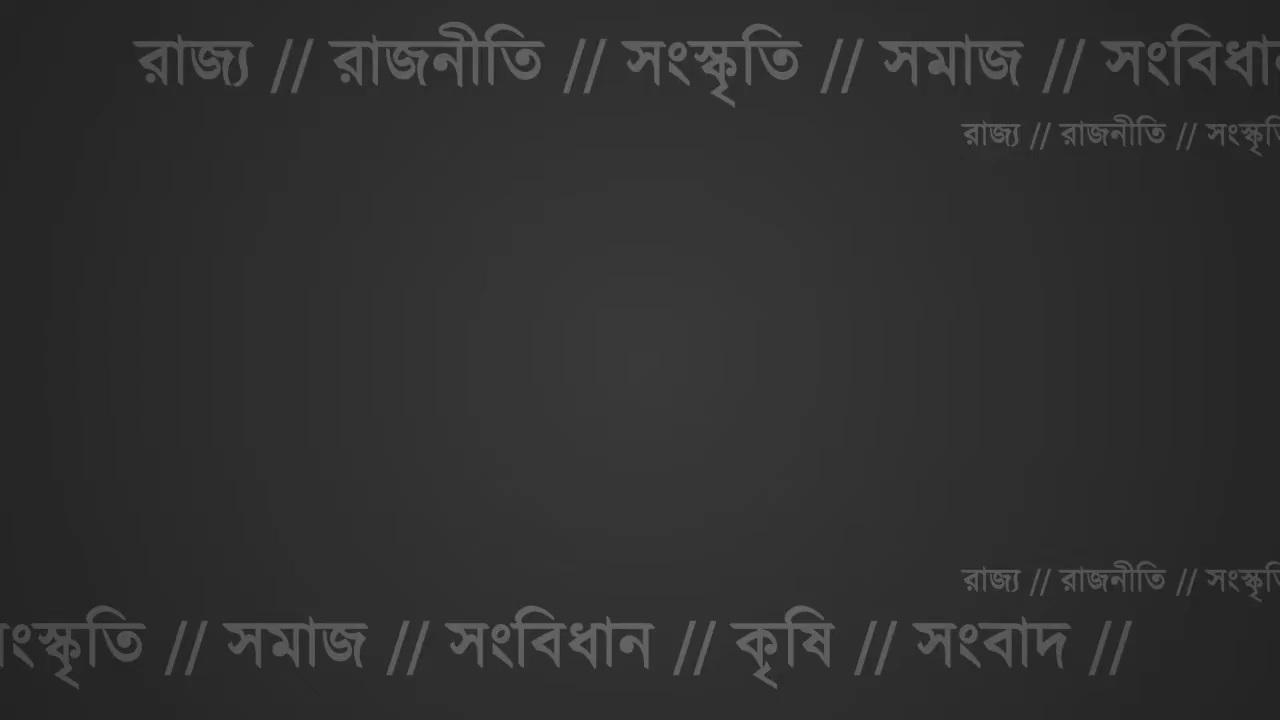 রাজ্য // রাজনীতি // সংস্কৃতি // সমাজ // সংবিধান
রাজ্য // রাজনীতি // সংস্কৃতি
রাজ্য // রাজনীতি // সংস্কৃতি
সংস্কৃতি // সমাজ // সংবিধান // কৃষি // সংবাদ //